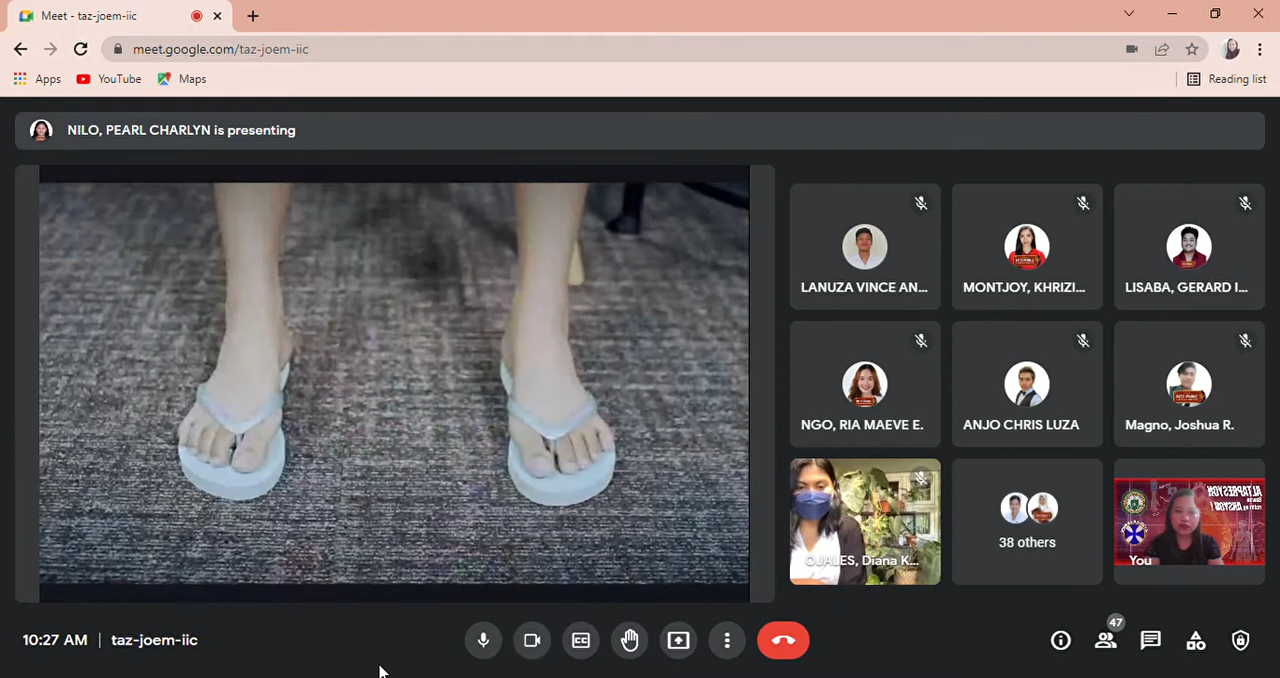 Meet - taz-joem-iic
meet.google.com/taz-joem-iic
Apps
YouTube
Maps
Reading list
NILO, PEARL CHARLYN is presenting
LANUZA VINCE AN...
MONTJOY, KHRIZI...
LISABA, GERARD I...
NGO, RIA MAEVE E.
ANJO CHRIS LUZA
Magno, Joshua R.
OJALES, Diana K...
38 others
ALTAPRESYON
You
10:27 AM | taz-joem-iic
CC
47